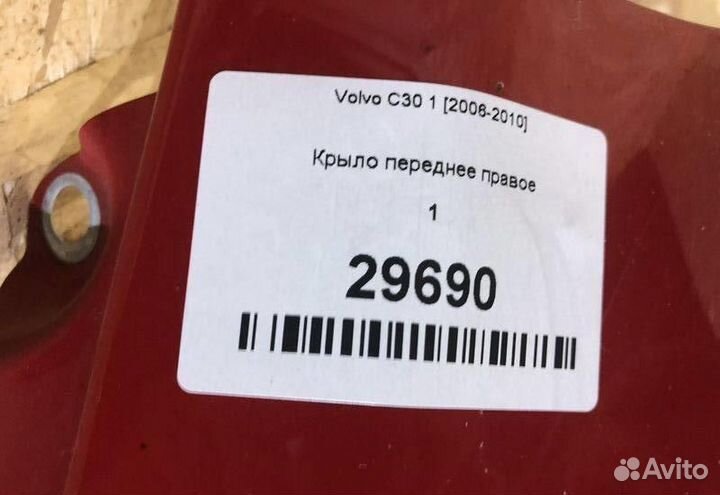 Volvo C30 1 [2006-2010]
Крыло переднее правое
1
29690
Avito